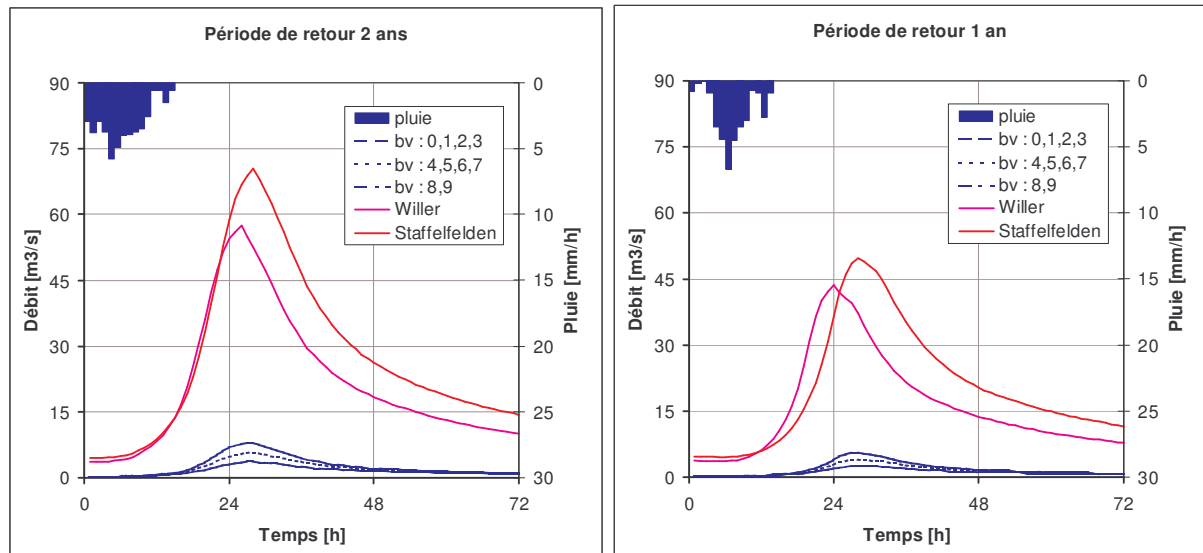 Période de retour 2 ans
90
75
60
45
30
15
0
Débit [m3/s]
0
5
10
15
20
25
30
Pluie [mm/h]
pluie
bv : 0,1,2,3
bv : 4,5,6,7
bv : 8,9
Willer
Staffelfelden
0
24
48
72
Temps [h]
Période de retour 1 an
90
75
60
45
30
15
0
Débit [m3/s]
0
5
10
15
20
25
30
Pluie [mm/h]
pluie
bv : 0,1,2,3
bv : 4,5,6,7
bv : 8,9
Willer
Staffelfelden
0
24
48
72
Temps [h]